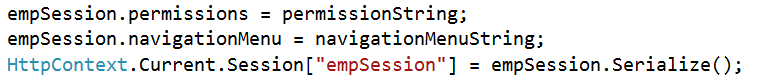 empSession.permissions = permissionString;
empSession.navigationMenu = navigationMenuString;
HttpContext.Current.Session["empSession"] = empSession.Serialize();